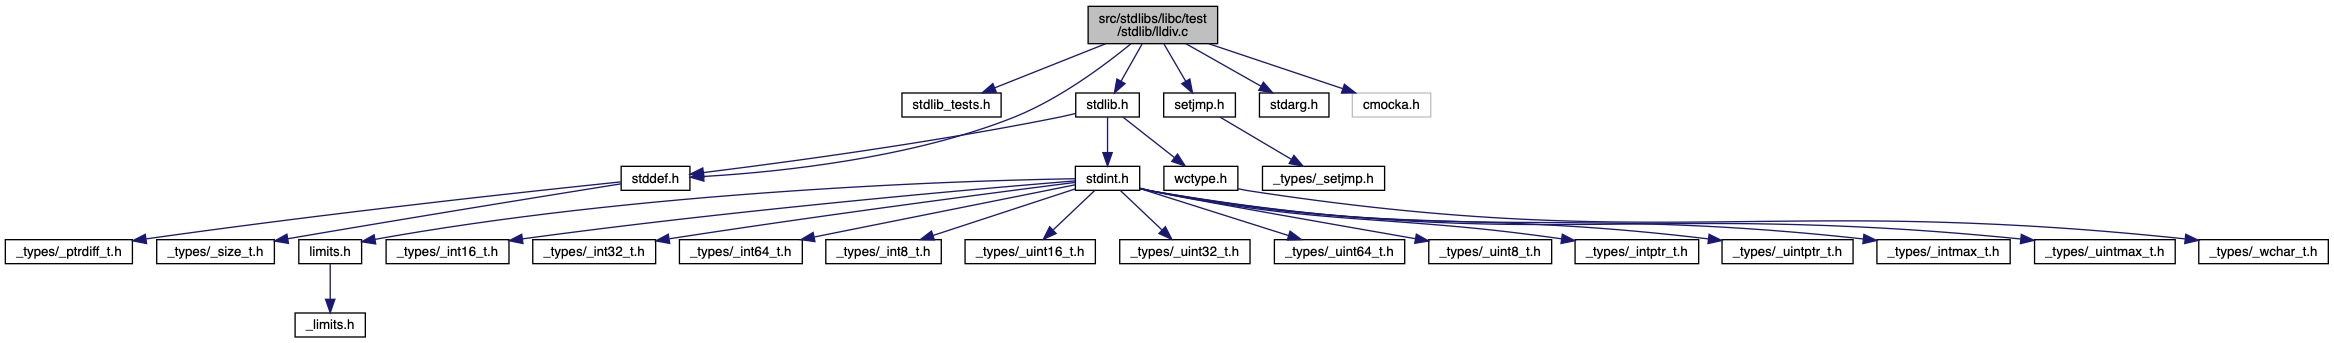 src/stdlibs/libc/test
/stdlib/lldiv.c
stdlib_tests.h
stdlib.h
setjmp.h
stdarg.h
cmocka.h
stddef.h
stdint.h
wctype.h
_types/_setjmp.h
_types/_ptrdiff_t.h
_types/_size_t.h
limits.h
_types/_int16_t.h
_types/_int32_t.h
_types/_int64_t.h
_types/_int8_t.h
_types/_uint16_t.h
_types/_uint32_t.h
_types/_uint64_t.h
_types/_uint8_t.h
_types/_intptr_t.h
_types/_uintptr_t.h
_types/_intmax_t.h
_types/_uintmax_t.h
_types/_wchar_t.h
_limits.h